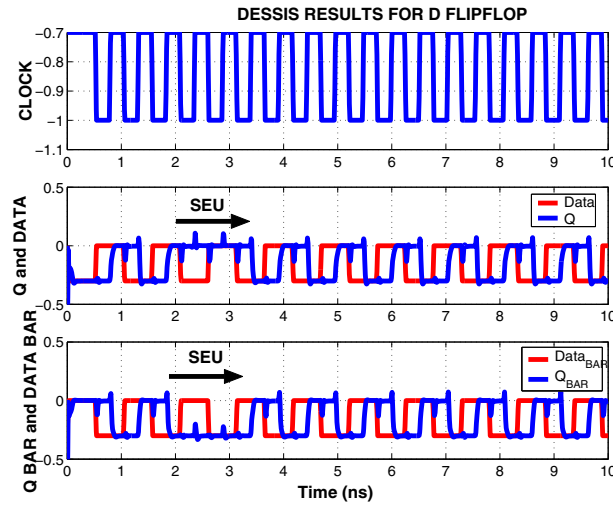 DESSIS RESULTS FOR D FLIPFLOP
CLOCK
−0.7
−0.8
−0.9
−1
−1.1
0 1 2 3 4 5 6 7 8 9 10
Q and DATA
0.5
0
−0.5
SEU
Data
Q
0 1 2 3 4 5 6 7 8 9 10
Q BAR and DATA BAR
0.5
0
−0.5
SEU
Data_BAR
Q_BAR
0 1 2 3 4 5 6 7 8 9 10
Time (ns)